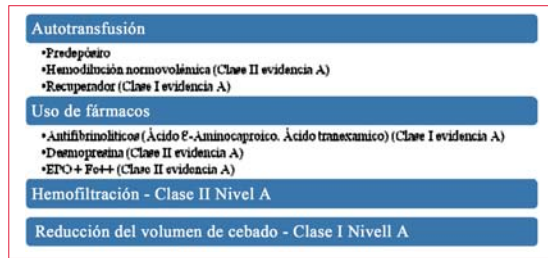 Autotransfusión
•Predepósiro
•Hemodilución normovolémica (Clase II evidencia A)
•Recuperador (Clase I evidencia A)
Uso de fármacos
•Antifibrinolíticos (Ácido Ɛ-Aminocaproico. Ácido tranexamico) (Clase I evidencia A)
•Desmopresina (Clase II evidencia A)
•EPO+ Fe++ (Clase II evidencia A)
Hemofiltración - Clase II Nivel A
Reducción del volumen de cebado - Clase I Nivell A